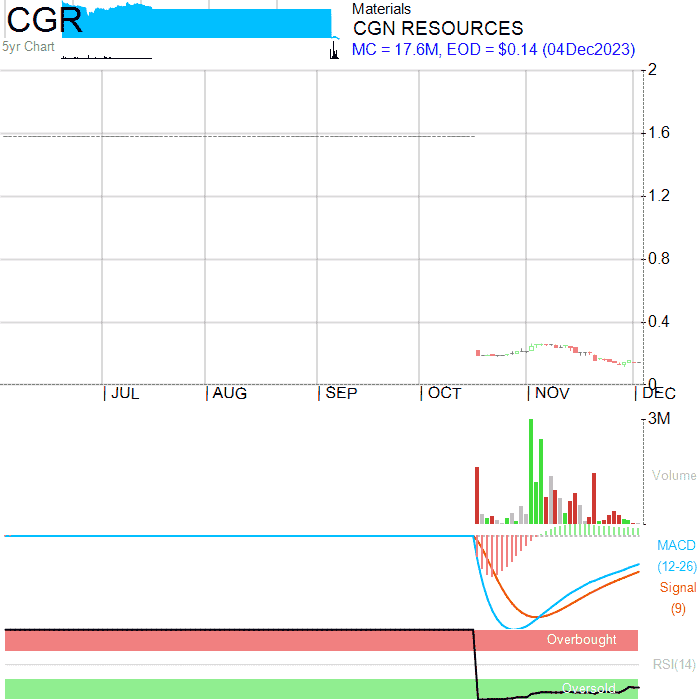 CGR
Materials
CGN RESOURCES
5yr Chart
MC = 17.6M, EOD = $0.14 (04Dec2023)
2
1.6
1.2
0.8
0.4
0
JUL AUG SEP OCT NOV DEC
3M
Volume
MACD
(12-26)
Signal
(9)
Overbought
RSI(14)
Oversold